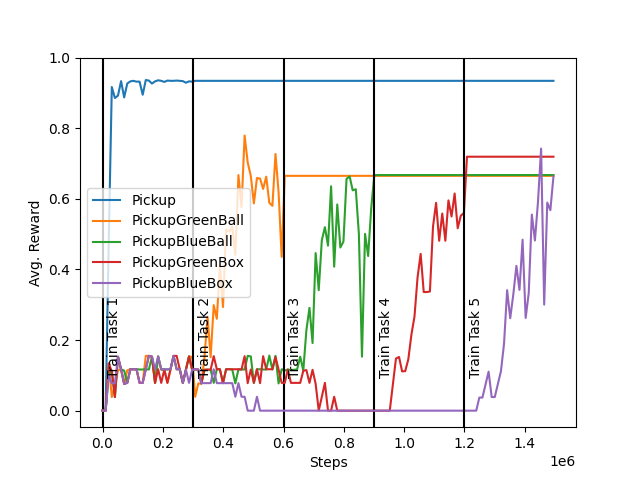 1.0
0.8
0.6
0.4
0.2
0.0
Avg. Reward
Pickup
PickupGreenBall
PickupBlueBall
PickupGreenBox
PickupBlueBox
Train Task 1
Train Task 2
Train Task 3
Train Task 4
Train Task 5
0.0 0.2 0.4 0.6 0.8 1.0 1.2 1.4
1e6
Steps